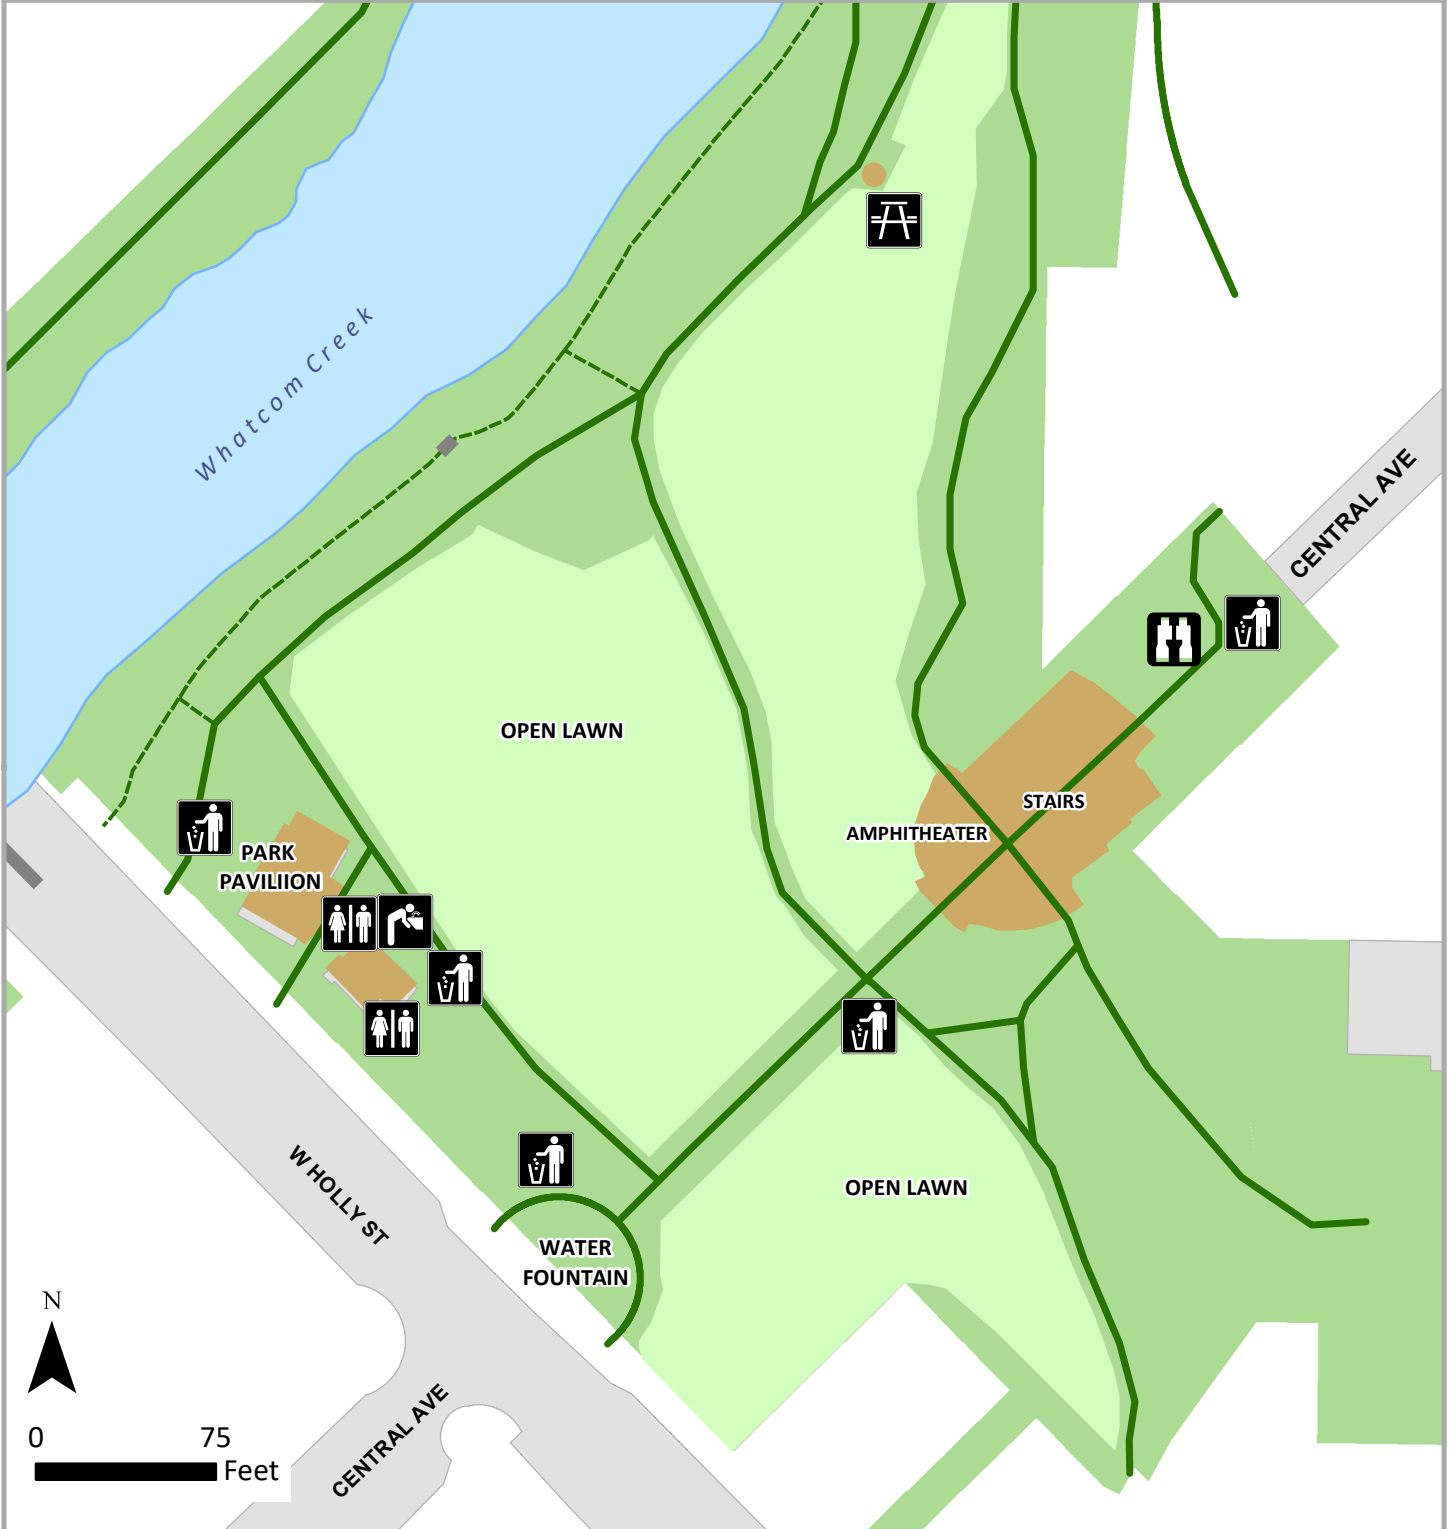 Whatcom Creek
CENTRAL AVE
OPEN LAWN
STAIRS
AMPHITHEATER
PARK
PAVILIION
OPEN LAWN
W HOLLY ST
WATER
FOUNTAIN
N
CENTRAL AVE
0 75
Feet